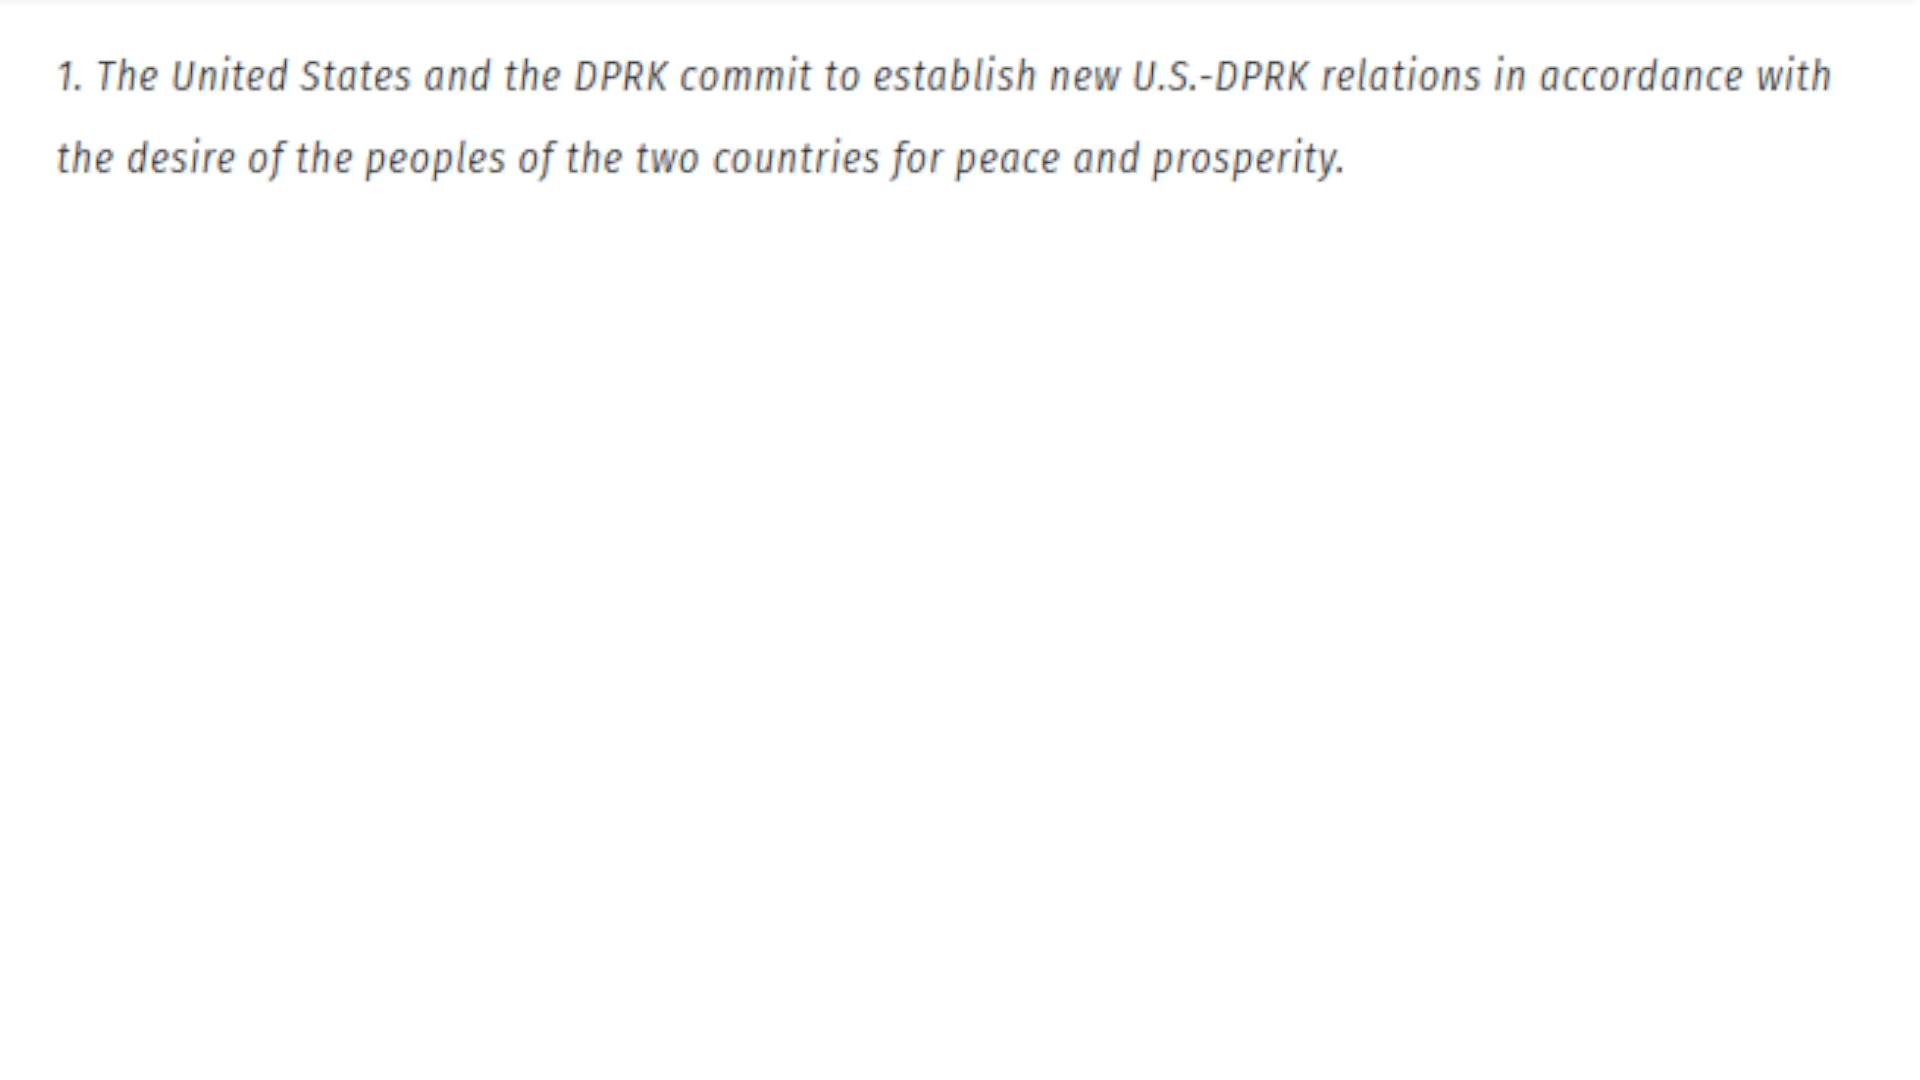 1. The United States and the DPRK commit to establish new U.S.-DPRK relations in accordance with
the desire of the peoples of the two countries for peace and prosperity.